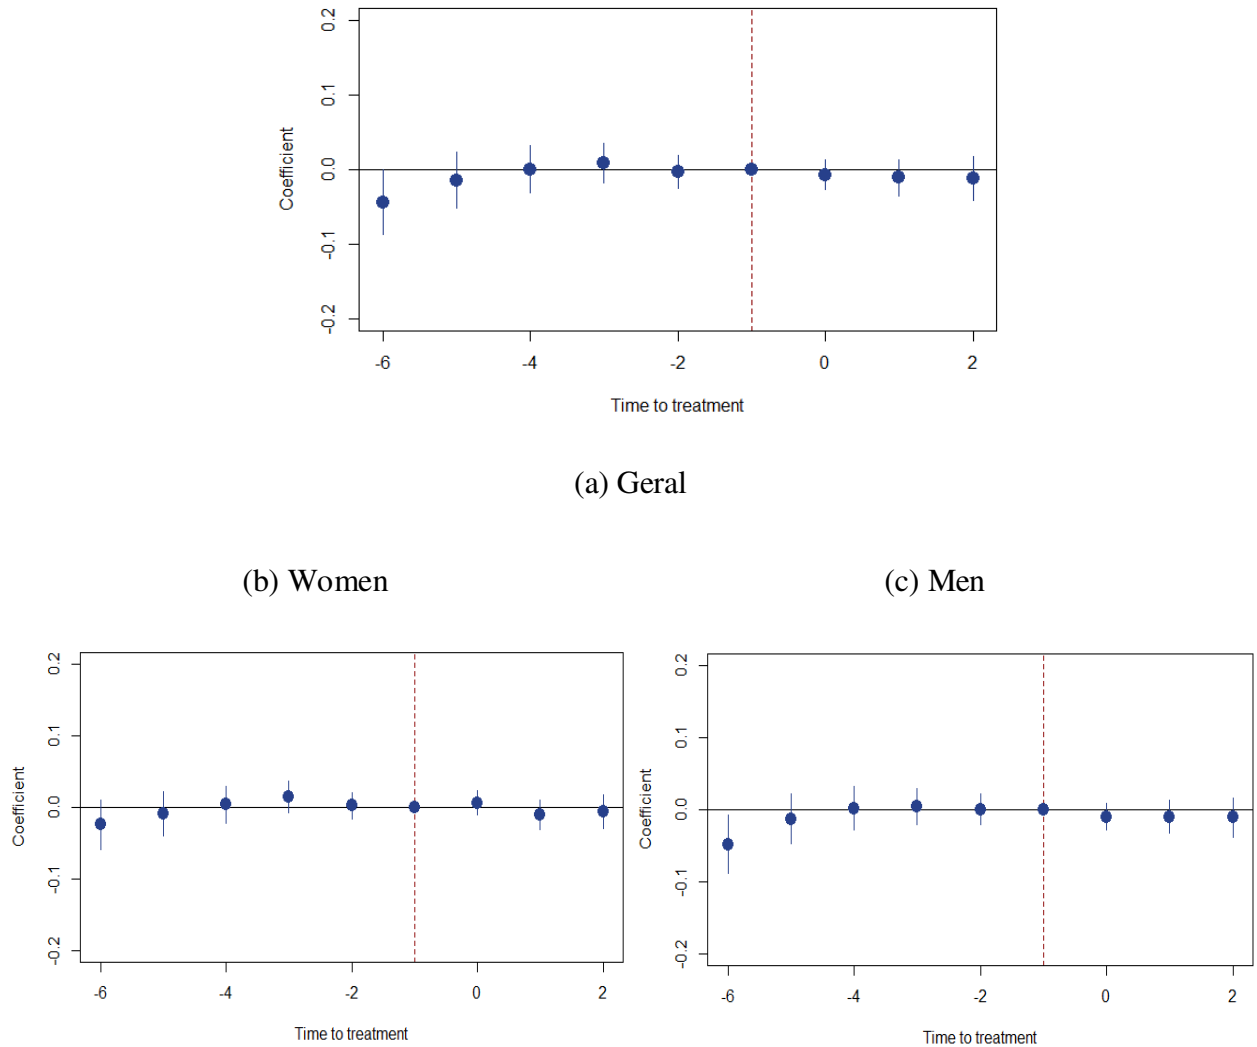 0.2
0.1
0.0
-0.1
-0.2
Coefficient
-6 -4 -2 0 2
Time to treatment
(a) Geral
(b) Women
(c) Men
0.2
0.1
0.0
-0.1
-0.2
Coefficient
-6 -4 -2 0 2
Time to treatment
0.2
0.1
0.0
-0.1
-0.2
Coefficient
-6 -4 -2 0 2
Time to treatment